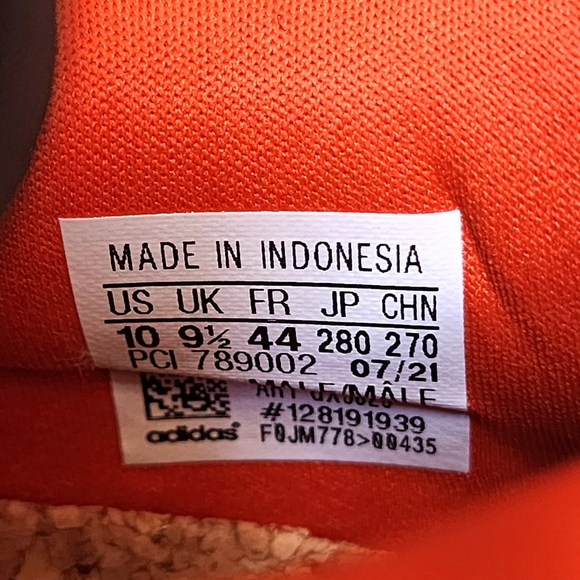 MADE IN INDONESIA
US UK FR JP CHN
10 9½ 44 280 270
PCI 789002 07/21
#128191939
adidas F0JM778>00435